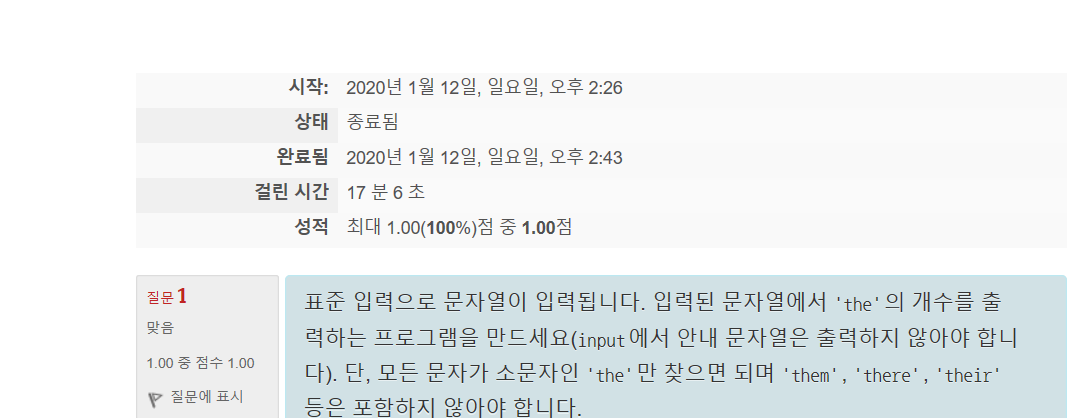 시작: 2020년 1월 12일, 일요일, 오후 2:26
상태 종료됨
완료됨 2020년 1월 12일, 일요일, 오후 2:43
걸린 시간 17 분 6 초
성적 최대 1.00(100%)점 중 1.00점
질문 1
맞음
1.00 중 점수 1.00
질문에 표시
표준 입력으로 문자열이 입력됩니다. 입력된 문자열에서 'the'의 개수를 출
력하는 프로그램을 만드세요(input에서 안내 문자열은 출력하지 않아야 합니
다). 단, 모든 문자가 소문자인 'the'만 찾으면 되며 'them', 'there', 'their'
등은 포함하지 않아야 합니다.